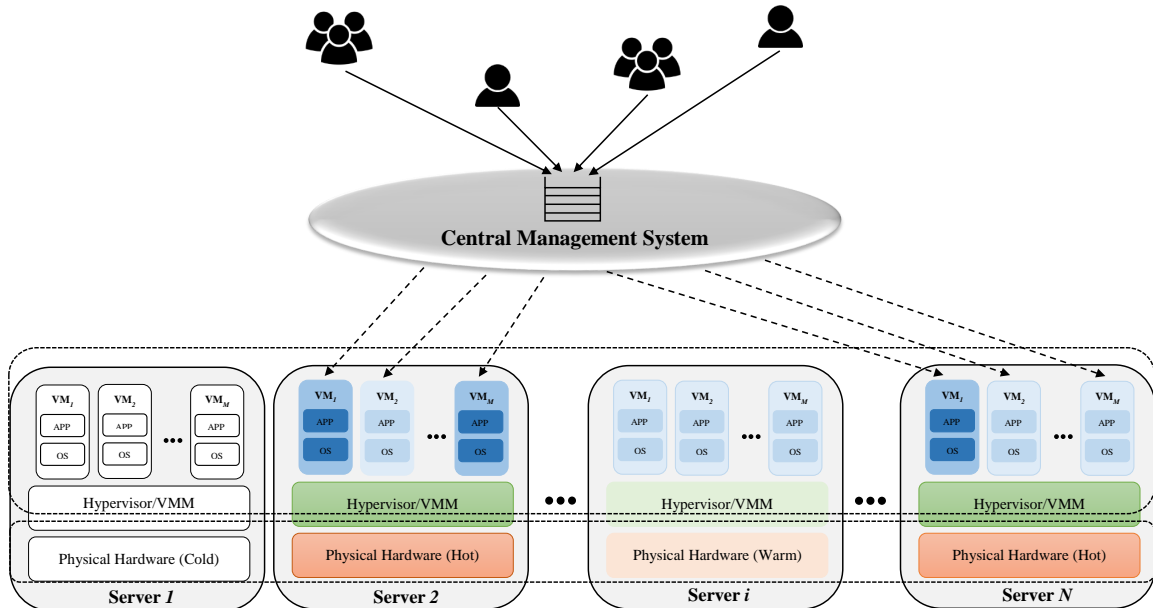 Central Management System
VM1 VM2 VMM
APP APP APP
OS OS OS
Hypervisor/VMM
Physical Hardware (Cold)
Server 1
VM1 VM2 VMM
APP APP APP
OS OS OS
Hypervisor/VMM
Physical Hardware (Hot)
Server 2
VM1 VM2 VMM
APP APP APP
OS OS OS
Hypervisor/VMM
Physical Hardware (Warm)
Server i
VM1 VM2 VMM
APP APP APP
OS OS OS
Hypervisor/VMM
Physical Hardware (Hot)
Server N